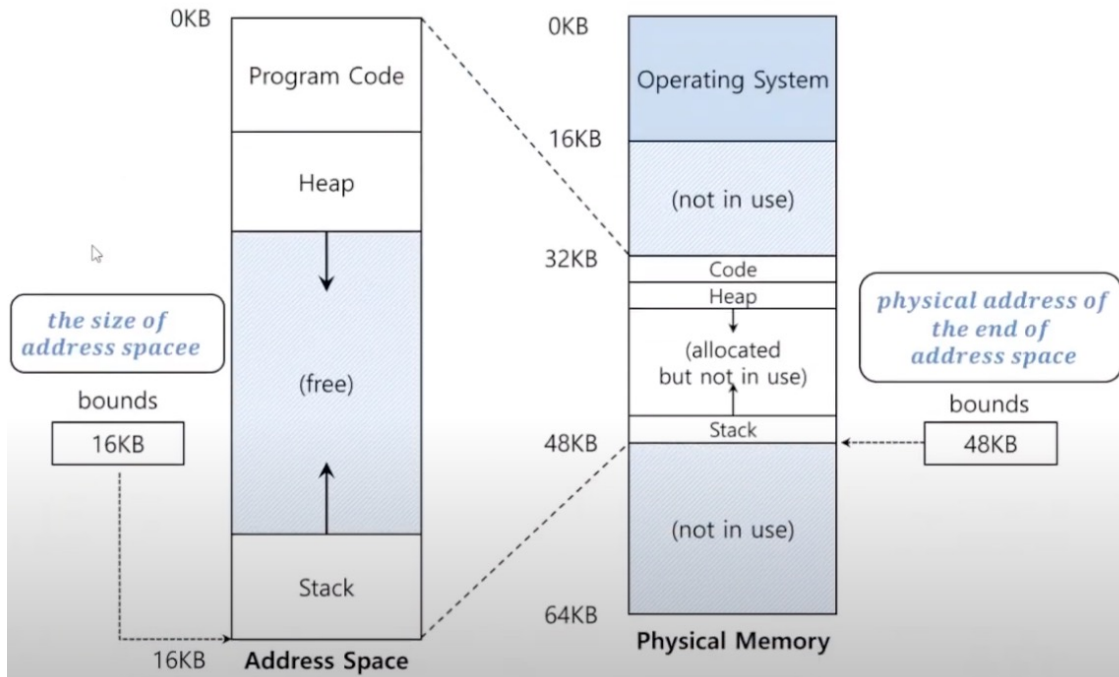 0KB
Program Code
Heap
the size of
address spacee
bounds
16KB
(free)
Stack
16KB
Address Space
0KB
Operating System
16KB
(not in use)
32KB
Code
Heap
(allocated
but not in use)
Stack
48KB
(not in use)
64KB
Physical Memory
physical address of
the end of
address space
bounds
48KB